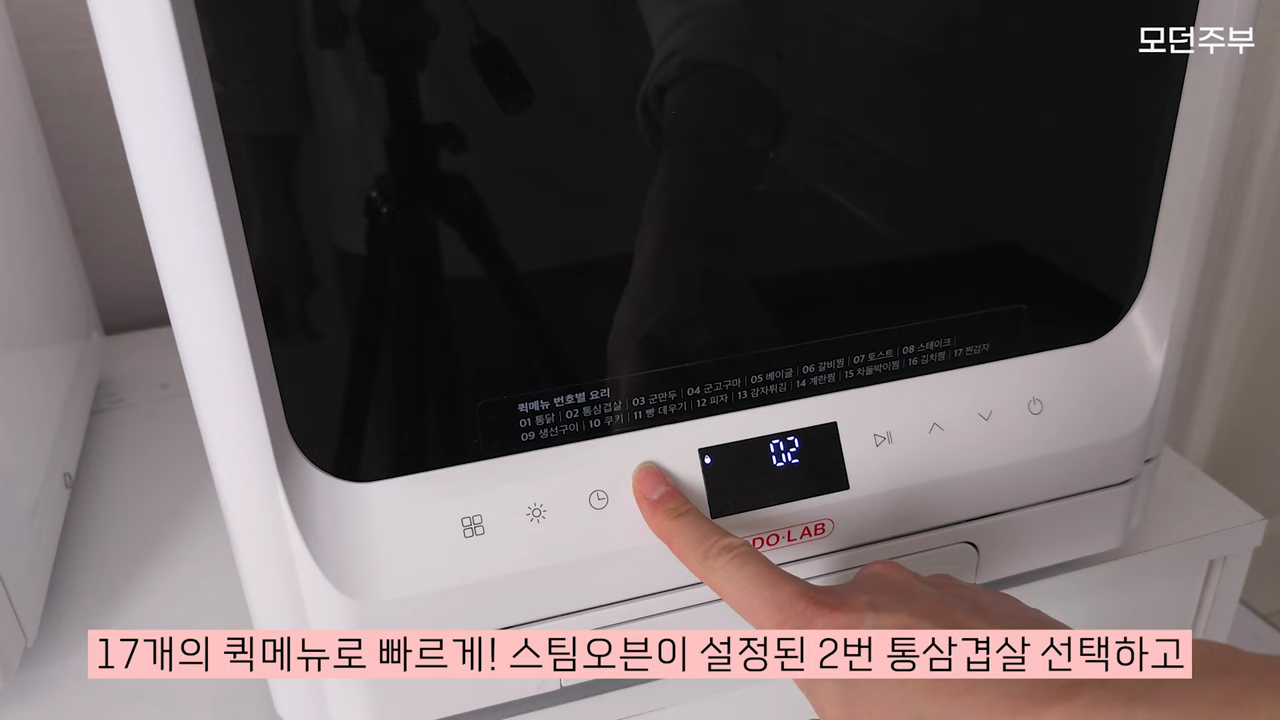 모던주부
퀵메뉴 번호별 요리
01 통닭 | 02 통삼겹살 | 03 군만두 | 04 군고구마 | 05 베이글 | 06 갈비찜 | 07 토스트 | 08 스테이크 |
09 생선구이 | 10 쿠키 | 11 빵 데우기 | 12 피자 | 13 감자튀김 | 14 계란찜 | 15 차돌박이찜 | 16 김치찜 | 17 찐감자
02
DO·LAB
17개의 퀵메뉴로 빠르게! 스팀오븐이 설정된 2번 통삼겹살 선택하고